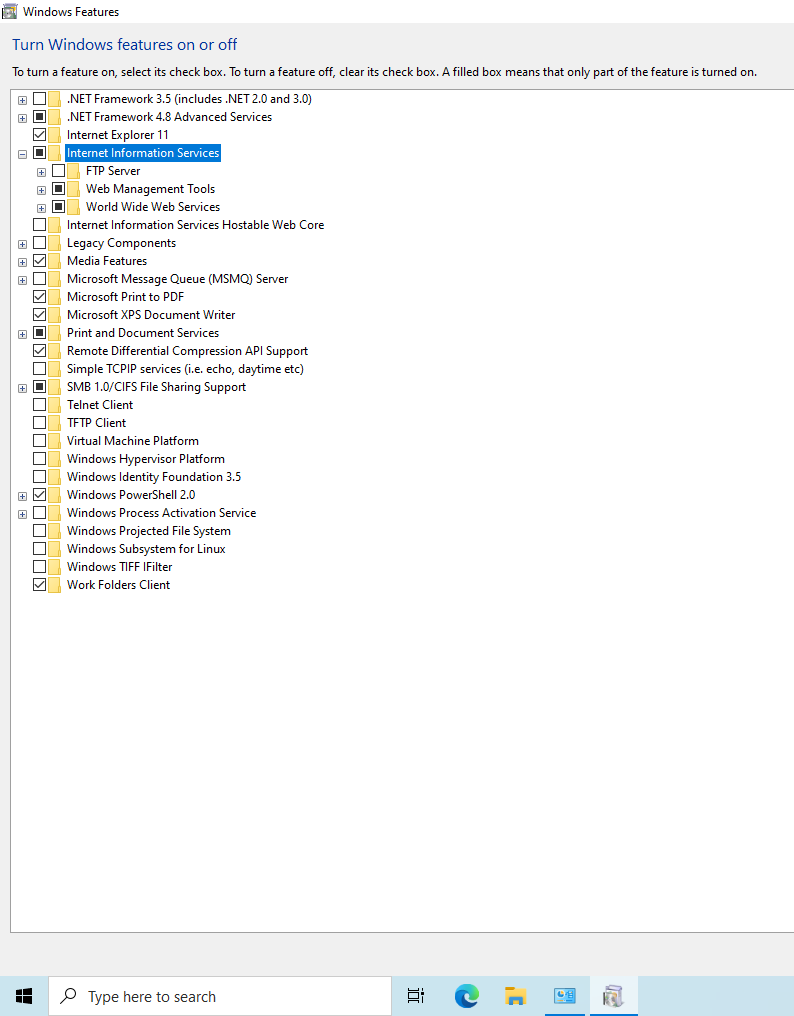 Windows Features
Turn Windows features on or off
To turn a feature on, select its check box. To turn a feature off, clear its check box. A filled box means that only part of the feature is turned on.
.NET Framework 3.5 (includes .NET 2.0 and 3.0)
.NET Framework 4.8 Advanced Services
Internet Explorer 11
Internet Information Services
FTP Server
Web Management Tools
World Wide Web Services
Internet Information Services Hostable Web Core
Legacy Components
Media Features
Microsoft Message Queue (MSMQ) Server
Microsoft Print to PDF
Microsoft XPS Document Writer
Print and Document Services
Remote Differential Compression API Support
Simple TCPIP services (i.e. echo, daytime etc)
SMB 1.0/CIFS File Sharing Support
Telnet Client
TFTP Client
Virtual Machine Platform
Windows Hypervisor Platform
Windows Identity Foundation 3.5
Windows PowerShell 2.0
Windows Process Activation Service
Windows Projected File System
Windows Subsystem for Linux
Windows TIFF IFilter
Work Folders Client
Type here to search